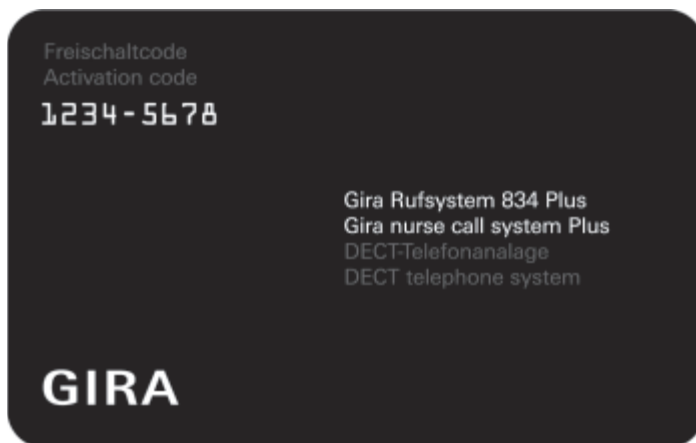 Freischaltcode
Activation code
1234-5678
Gira Rufsystem 834 Plus
Gira nurse call system Plus
DECT-Telefonanalage
DECT telephone system
GIRA